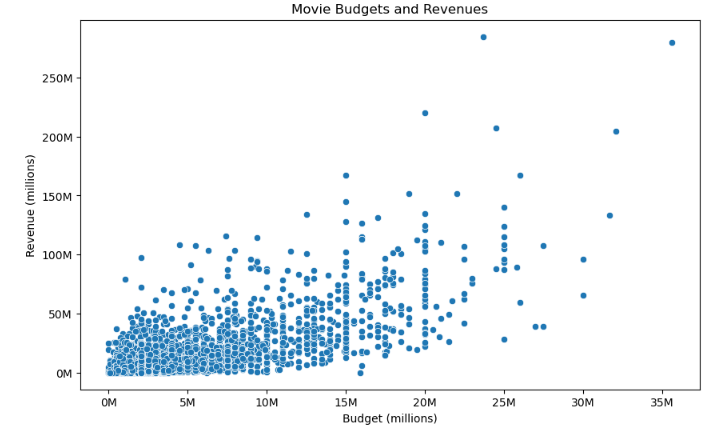 Movie Budgets and Revenues
Revenue (millions)
250M
200M
150M
100M
50M
0M
0M 5M 10M 15M 20M 25M 30M 35M
Budget (millions)